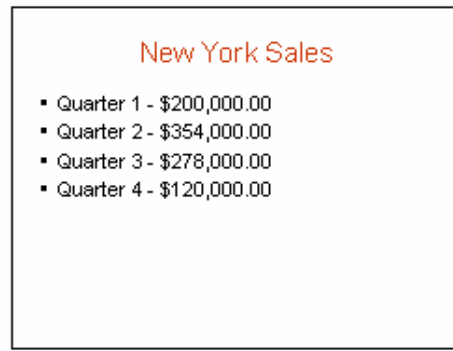 New York Sales
▪ Quarter 1 - $200,000.00
▪ Quarter 2 - $354,000.00
▪ Quarter 3 - $278,000.00
▪ Quarter 4 - $120,000.00